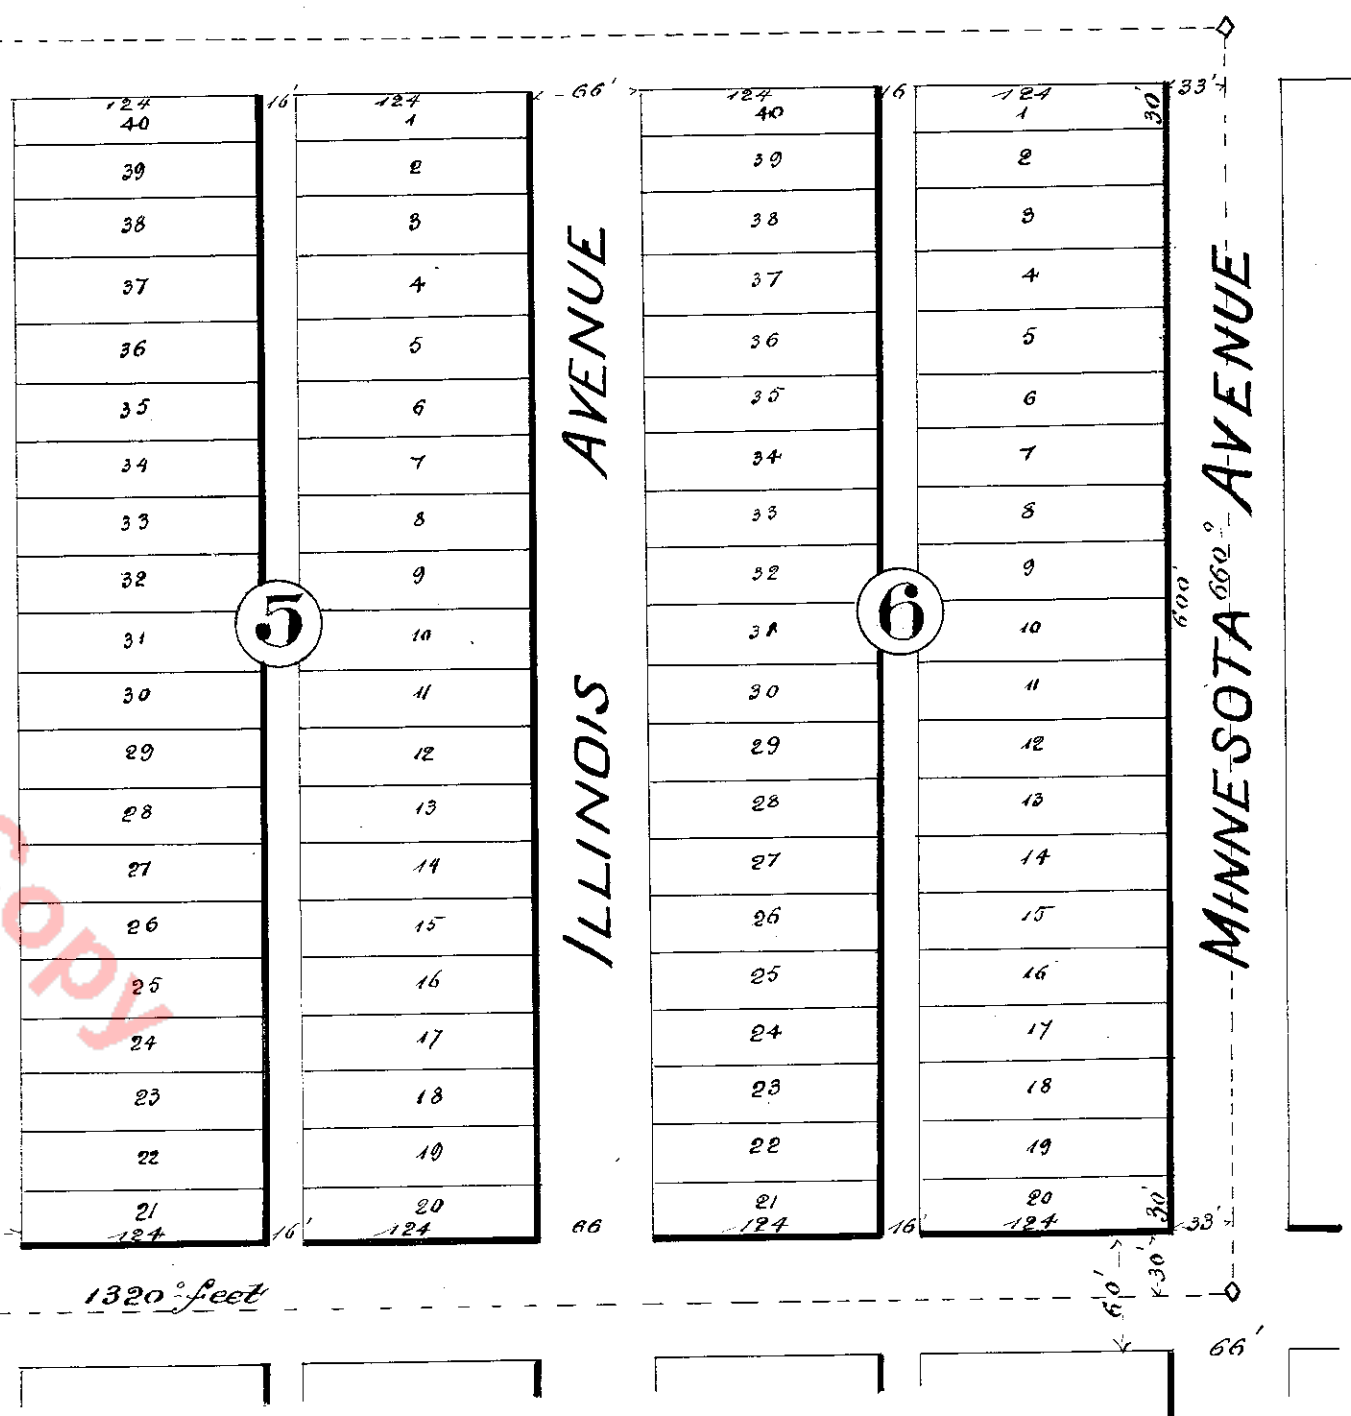 124 16' 124 66' 124 16 124 30' 33'
40 1 40 1
39 2 39 2
38 3 38 3
37 4 37 4
36 5 36 5
35 6 35 6
34 7 34 7
33 8 33 8
32 9 32 9
5 6
31 10 31 10
30 11 30 11
29 12 29 12
28 13 28 13
27 14 27 14
26 15 26 15
25 16 25 16
24 17 24 17
23 18 23 18
22 19 22 19
21 20 21 20
124 16' 124 66 124 16' 124 30' 33'
ILLINOIS AVENUE
600'
MINNESOTA AVENUE
660°
1320° feet
60' 30'
66'
Copy